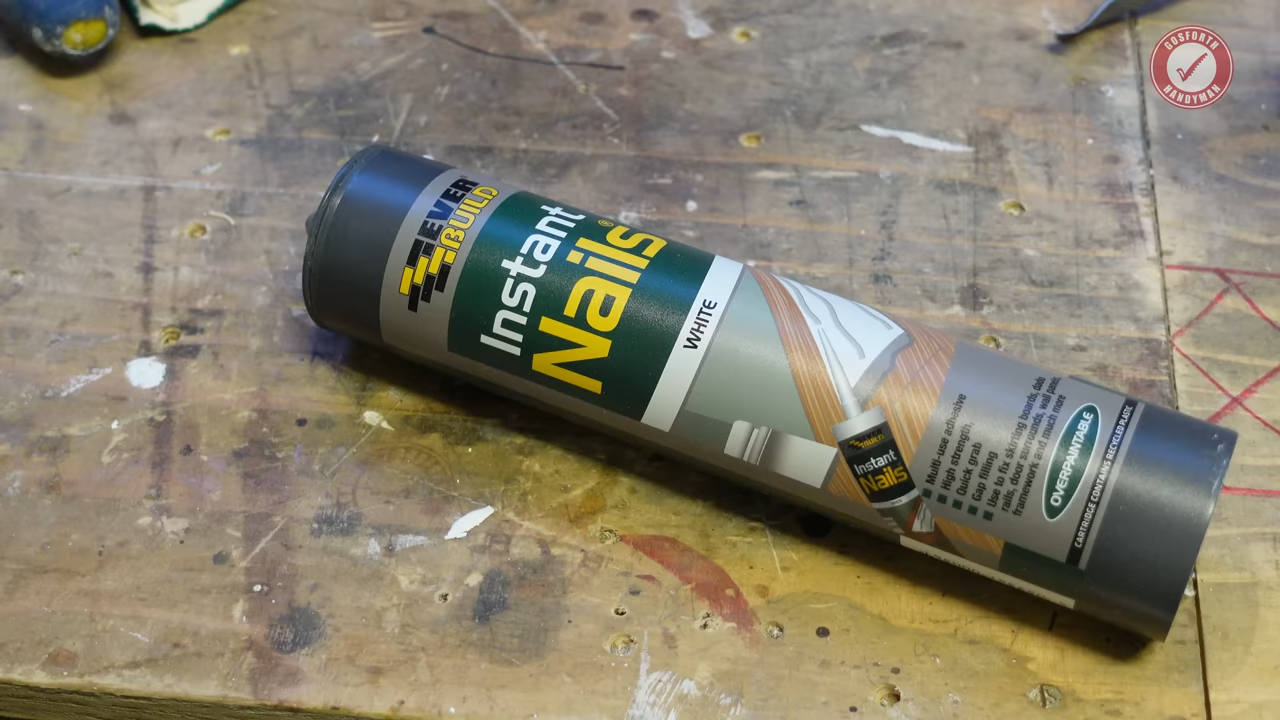 GOSFORTH
HANDYMAN
EVER
BUILD
Instant
Nails®
WHITE
EVER
BUILD
Instant
Nails
Multi-use adhesive
High strength,
Quick grab
Gap filling
Use to fix skirting boards, dado
rails, door surrounds, wall panels,
framework and much more
OVERPAINTABLE
CARTRIDGE CONTAINS RECYCLED PLASTIC